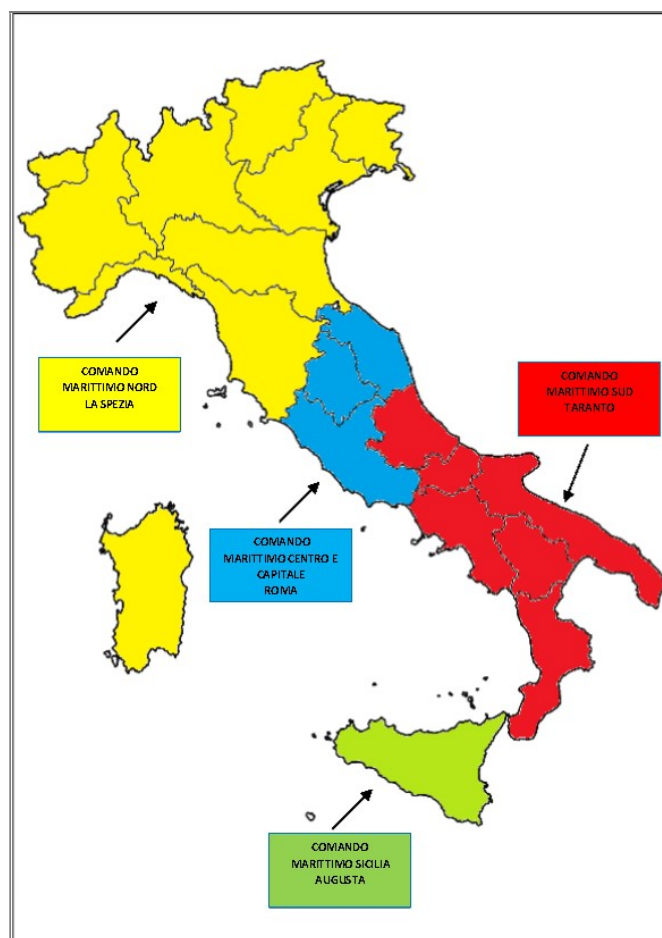 COMANDO
MARITTIMO NORD
LA SPEZIA
COMANDO
MARITTIMO SUD
TARANTO
COMANDO
MARITTIMO CENTRO E
CAPITALE
ROMA
COMANDO
MARITTIMO SICILIA
AUGUSTA